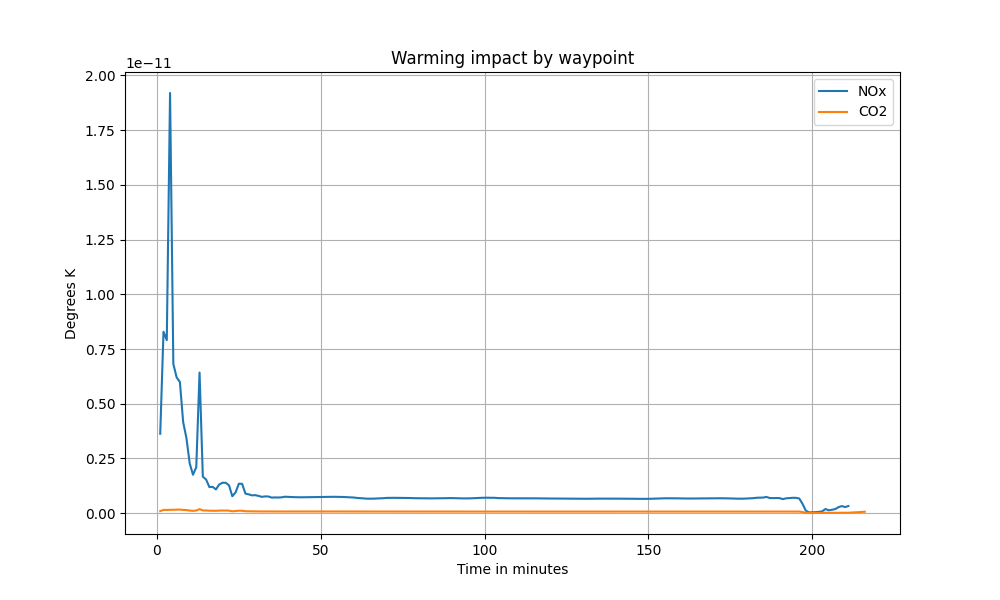 Warming impact by waypoint
1e−11
2.00
1.75
1.50
1.25
1.00
0.75
0.50
0.25
0.00
Degrees K
NOx
CO2
0 50 100 150 200
Time in minutes